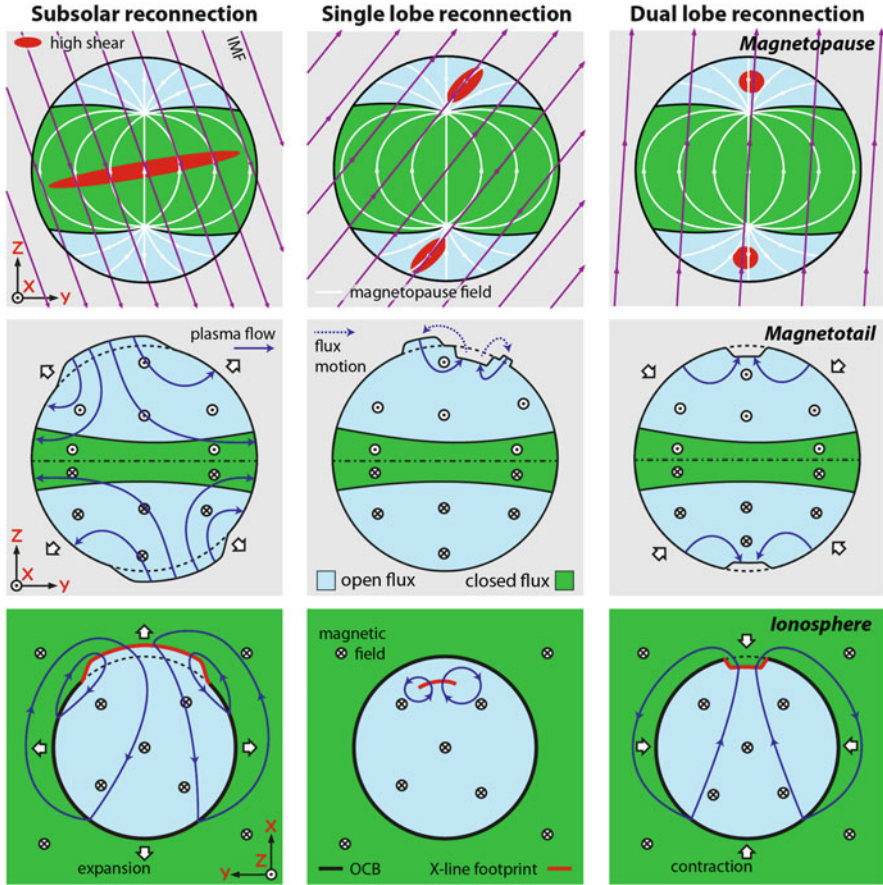 Subsolar reconnection
Single lobe reconnection
Dual lobe reconnection
high shear
IMF
Magnetopause
Z
X
Y
magnetopause field
plasma flow
flux
motion
Magnetotail
Z
X
Y
open flux
closed flux
magnetic
field
Ionosphere
expansion
X
Z
Y
OCB
X-line footprint
contraction